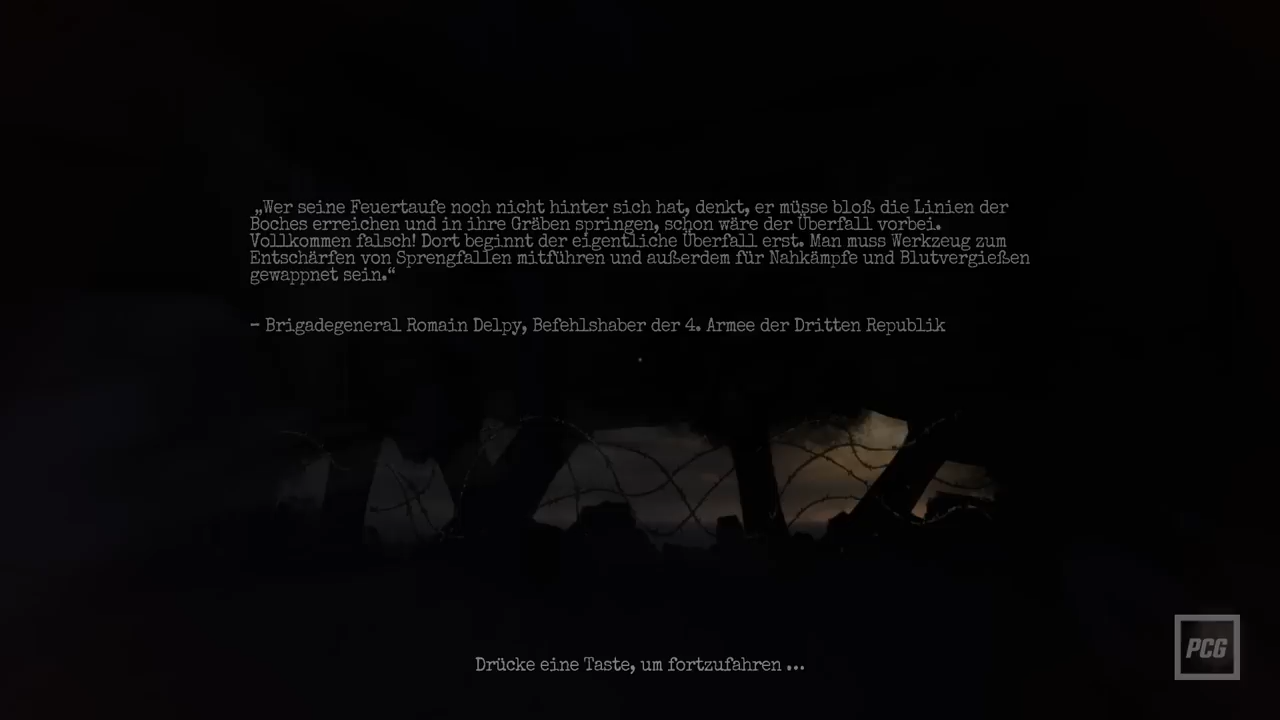 „Wer seine Feuertaufe noch nicht hinter sich hat, denkt, er müsse bloß die Linien der
Boches erreichen und in ihre Gräben springen, schon wäre der Überfall vorbei.
Vollkommen falsch! Dort beginnt der eigentliche Überfall erst. Man muss Werkzeug zum
Entschärfen von Sprengfallen mitführen und außerdem für Nahkämpfe und Blutvergießen
gewappnet sein.“
– Brigadegeneral Romain Delpy, Befehlshaber der 4. Armee der Dritten Republik
Drücke eine Taste, um fortzufahren ...
PCG